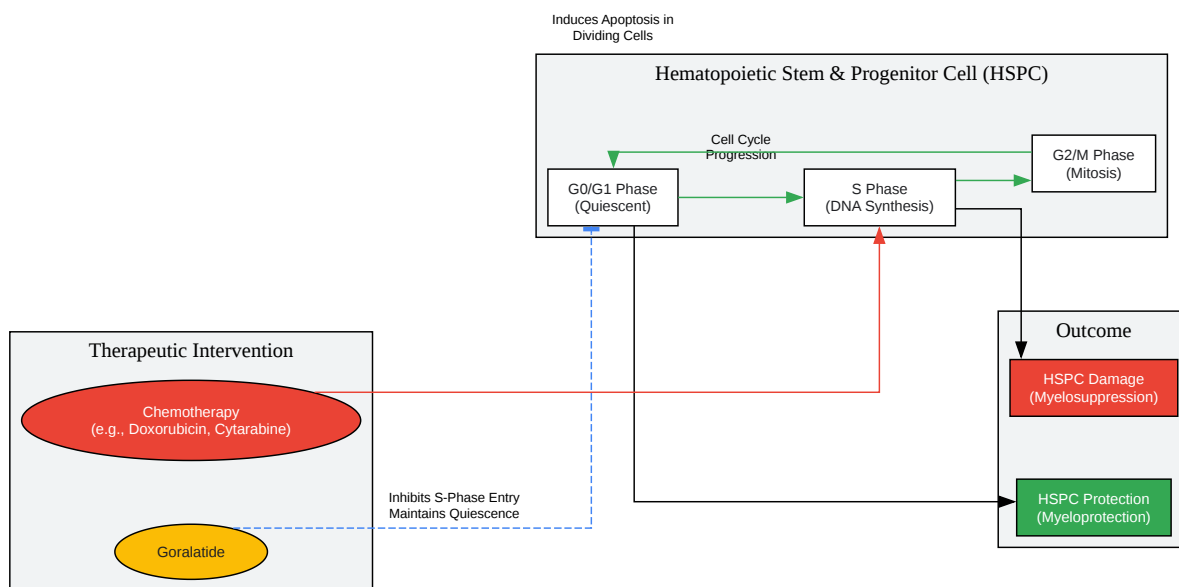 Induces Apoptosis in
Dividing Cells
Hematopoietic Stem & Progenitor Cell (HSPC)
Cell Cycle
Progression
G2/M Phase
(Mitosis)
G0/G1 Phase
(Quiescent)
S Phase
(DNA Synthesis)
Therapeutic Intervention
Outcome
Chemotherapy
(e.g., Doxorubicin, Cytarabine)
HSPC Damage
(Myelosuppression)
Inhibits S-Phase Entry
Maintains Quiescence
HSPC Protection
(Myeloprotection)
Goralatide